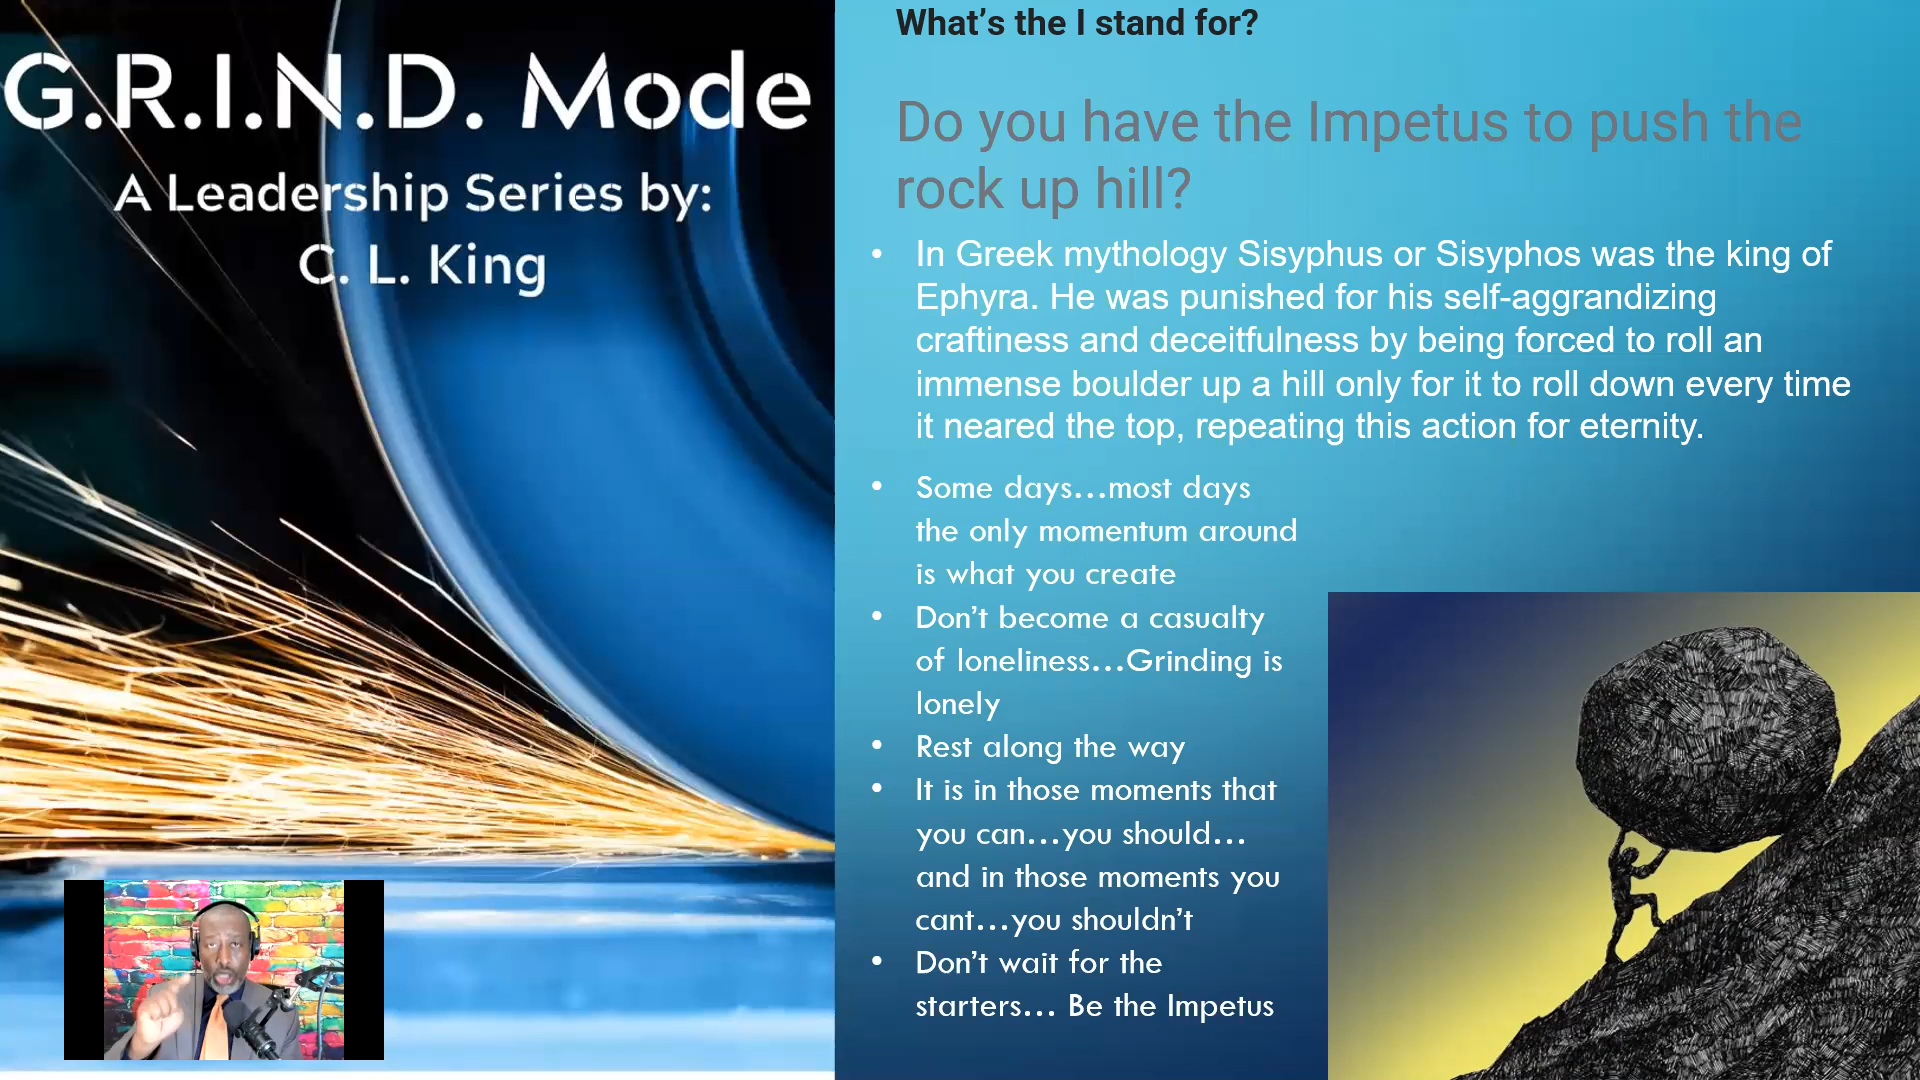 G.R.I.N.D. Mode
A Leadership Series by:
C. L. King
What’s the I stand for?
Do you have the Impetus to push the
rock up hill?
• In Greek mythology Sisyphus or Sisyphos was the king of
Ephyra. He was punished for his self-aggrandizing
craftiness and deceitfulness by being forced to roll an
immense boulder up a hill only for it to roll down every time
it neared the top, repeating this action for eternity.
• Some days…most days
the only momentum around
is what you create
• Don’t become a casualty
of loneliness…Grinding is
lonely
• Rest along the way
• It is in those moments that
you can…you should…
and in those moments you
cant…you shouldn’t
• Don’t wait for the
starters… Be the Impetus